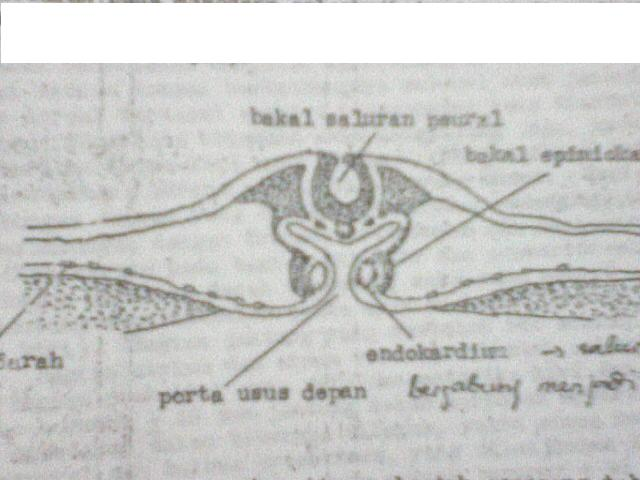 bakal saluran neural
bakal epimioka
darah
endokardium →
porta usus depan bergabung menjadi